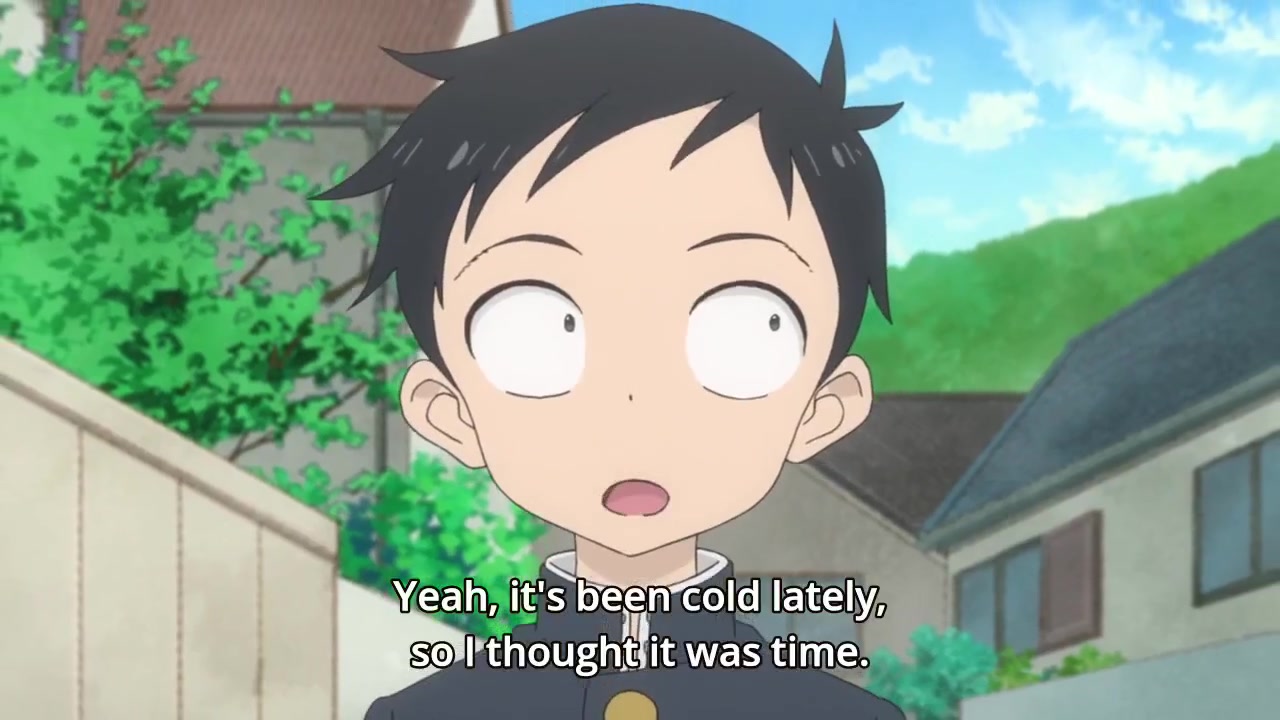 Yeah, it's been cold lately,
so I thought it was time.